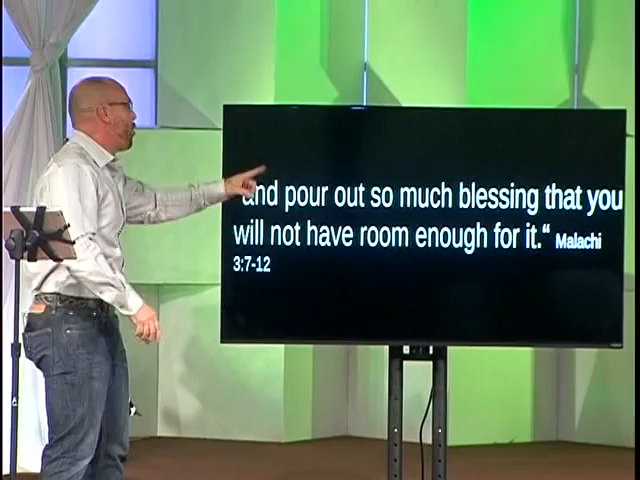 and pour out so much blessing that you
will not have room enough for it.“ Malachi
3:7-12